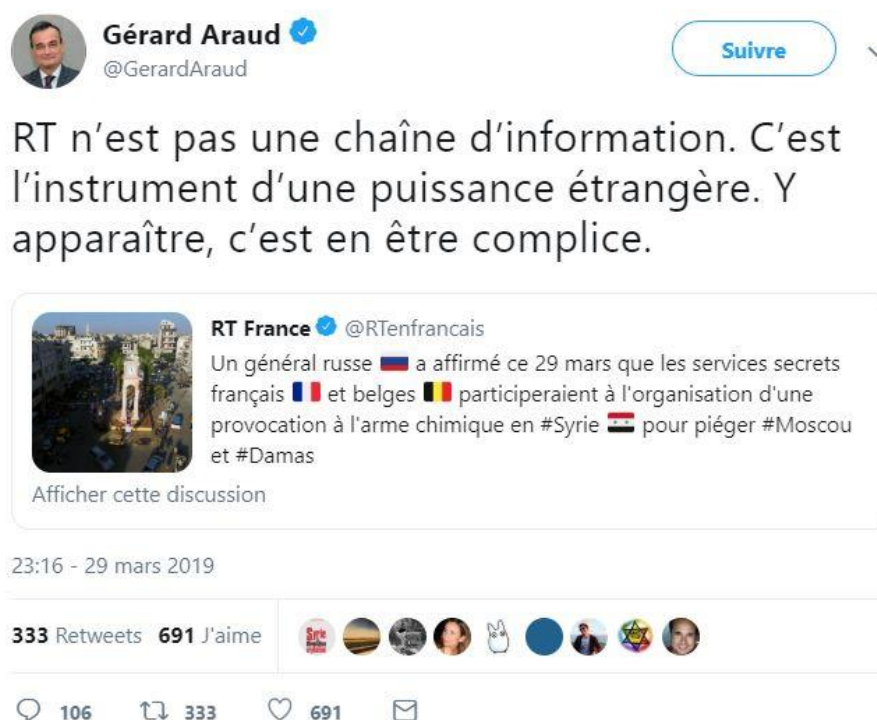 Gérard Araud
@GerardAraud
Suivre
RT n’est pas une chaîne d’information. C’est
l’instrument d’une puissance étrangère. Y
apparaître, c’est en être complice.
RT France @RTenfrancais
Un général russe 🇷🇺 a affirmé ce 29 mars que les services secrets
français 🇫🇷 et belges 🇧🇪 participeraient à l'organisation d'une
provocation à l'arme chimique en #Syrie 🇸🇾 pour piéger #Moscou
et #Damas
Afficher cette discussion
23:16 - 29 mars 2019
333 Retweets 691 J'aime
106 333 691